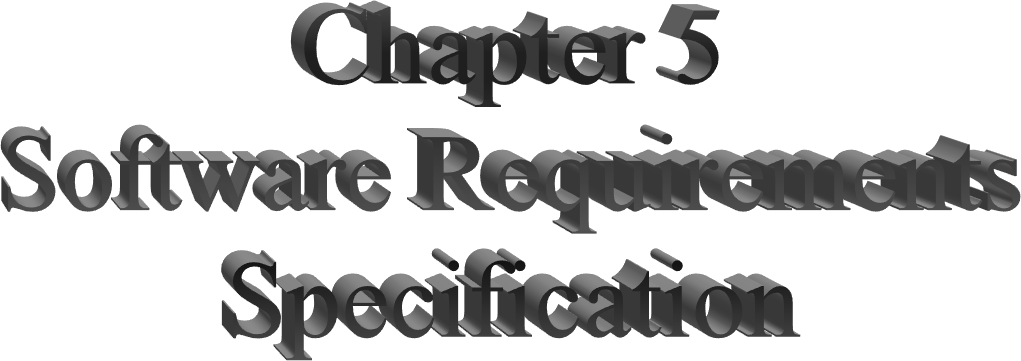 Chapter 5
Software Requirements
Specification